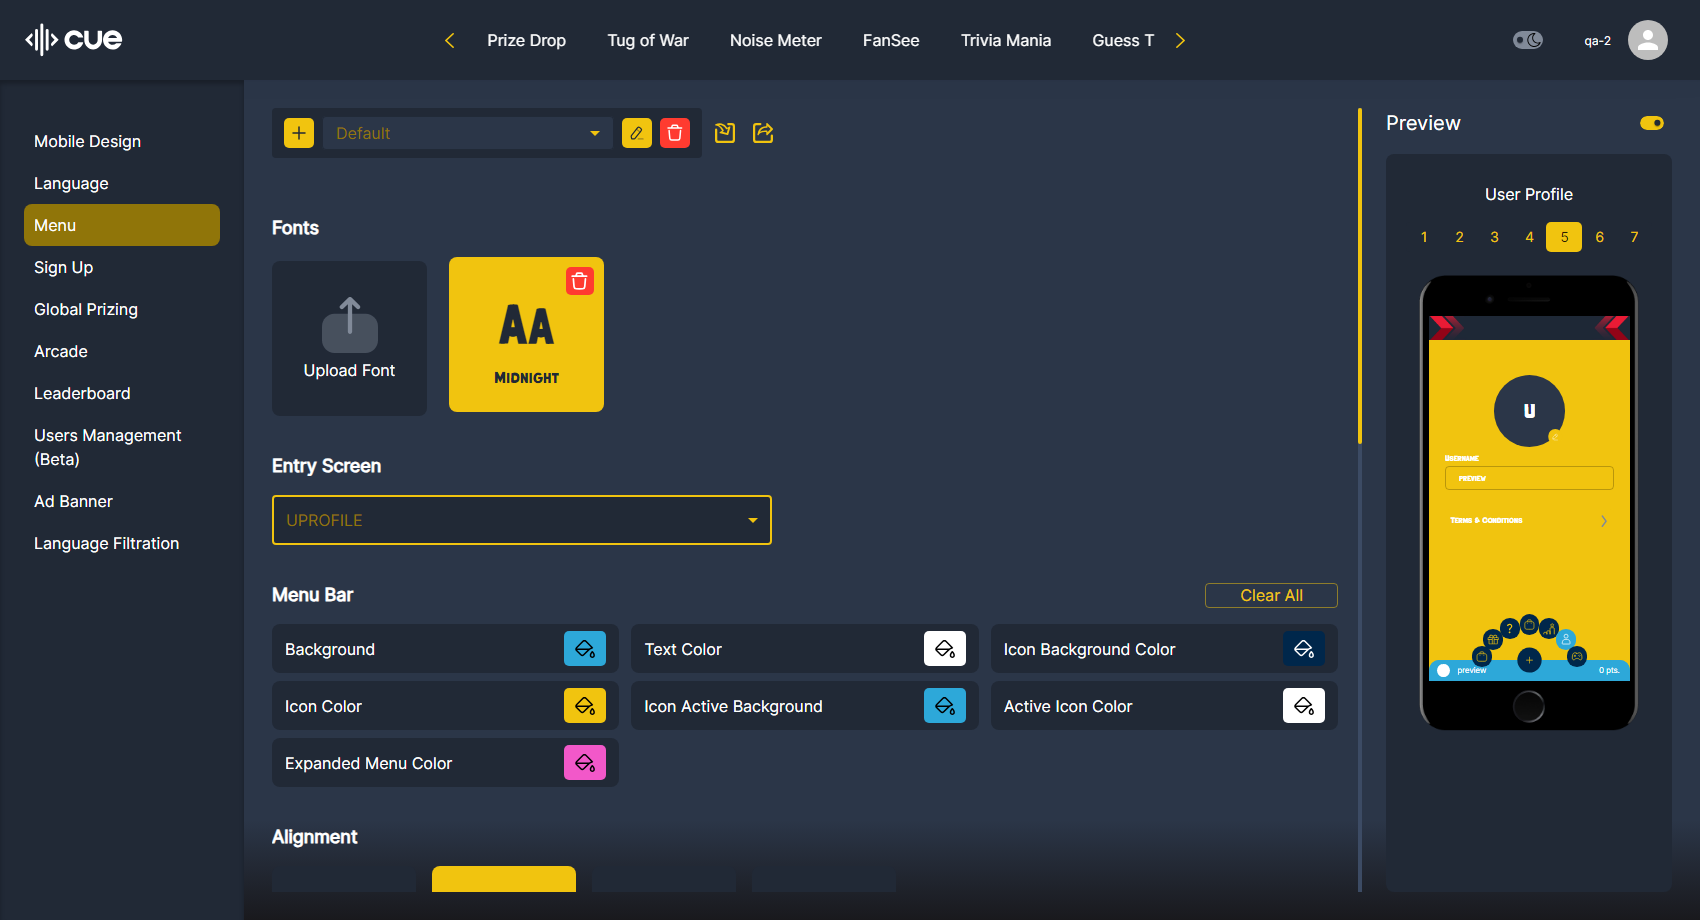 cue
Prize Drop
Tug of War
Noise Meter
FanSee
Trivia Mania
Guess T
qa-2
Mobile Design
Language
Menu
Sign Up
Global Prizing
Arcade
Leaderboard
Users Management
(Beta)
Ad Banner
Language Filtration
Default
Fonts
Upload Font
AA
MIDNIGHT
Entry Screen
UPROFILE
Menu Bar
Clear All
Background
Text Color
Icon Background Color
Icon Color
Icon Active Background
Active Icon Color
Expanded Menu Color
Alignment
Preview
User Profile
1 2 3 4 5 6 7
U
USERNAME
PREVIEW
TERMS & CONDITIONS
?
preview
0 pts.